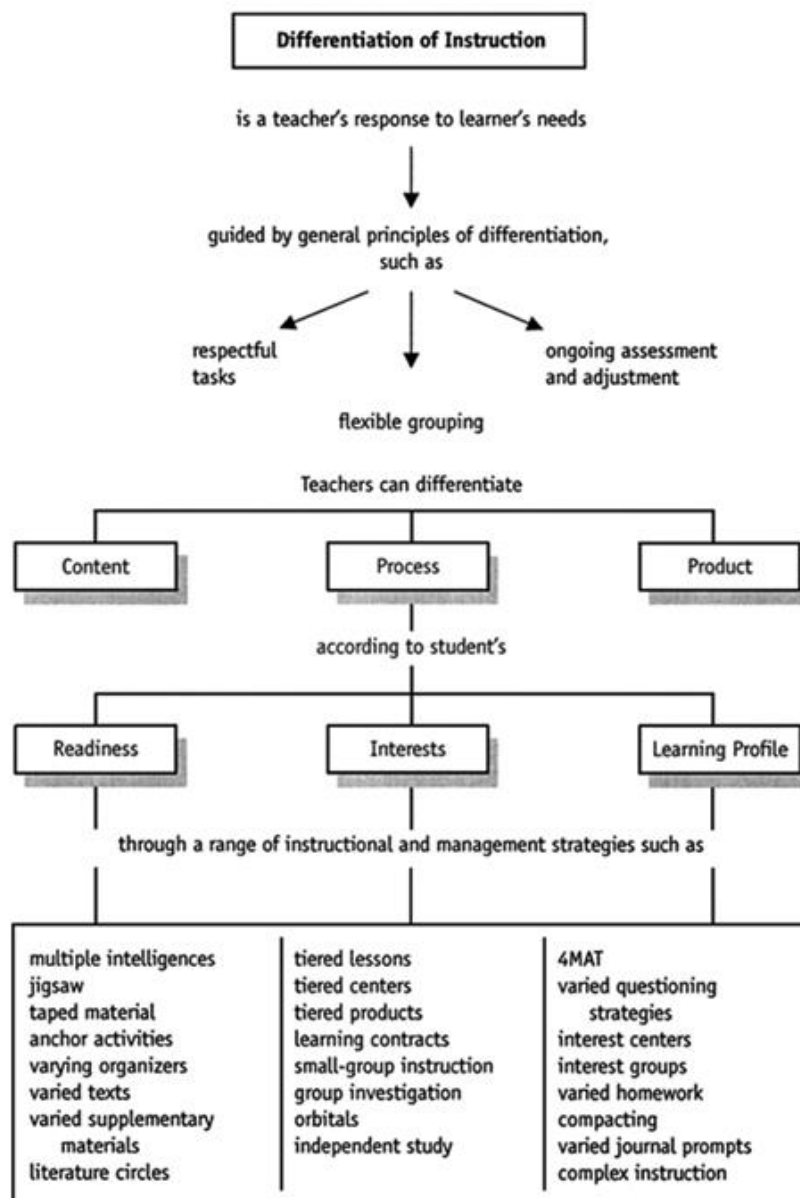 Differentiation of Instruction
is a teacher's response to learner's needs
guided by general principles of differentiation,
such as
respectful
tasks
ongoing assessment
and adjustment
flexible grouping
Teachers can differentiate
Content
Process
Product
according to student's
Readiness
Interests
Learning Profile
through a range of instructional and management strategies such as
multiple intelligences
jigsaw
taped material
anchor activities
varying organizers
varied texts
varied supplementary
materials
literature circles
tiered lessons
tiered centers
tiered products
learning contracts
small-group instruction
group investigation
orbitals
independent study
4MAT
varied questioning
strategies
interest centers
interest groups
varied homework
compacting
varied journal prompts
complex instruction